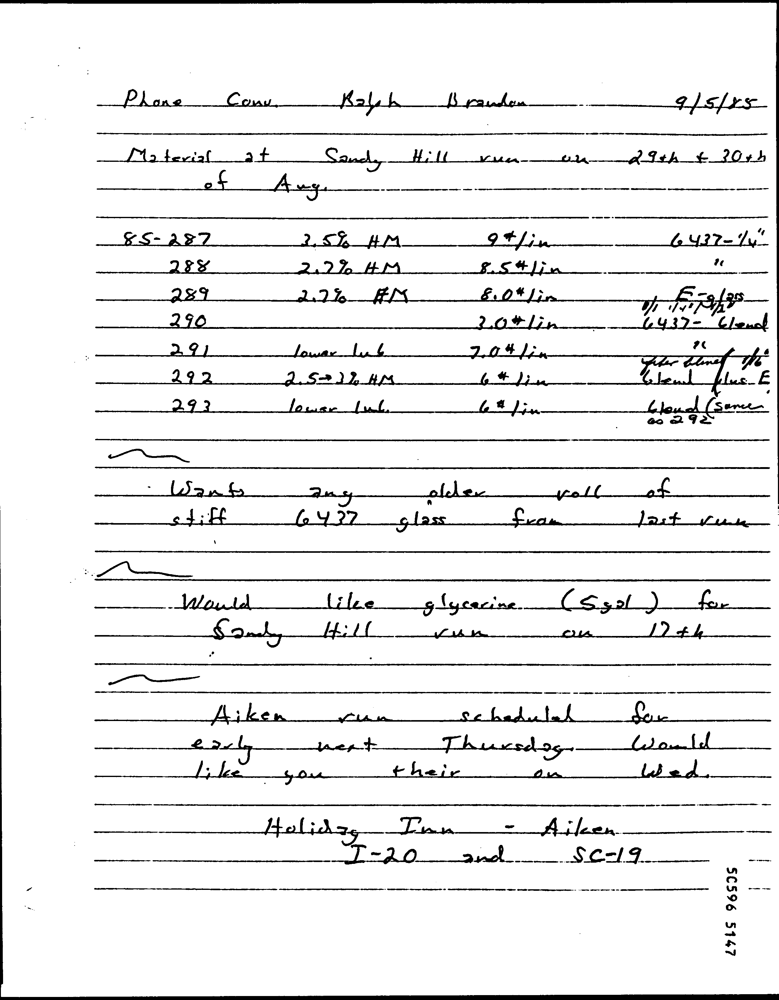 Phone Conv. Ralph Brandon 9/5/85
Material at Sandy Hill run on 29th & 30th
of Aug.
85-287 3.5% HM 9#/in 6437-1/4"
288 2.7% HM 8.5#/in "
289 2.7% HM 8.0#/in E-glass
290 3.0#/in 6437- blend
291 lower lub 7.0#/in "
292 2.5→3% HM 6#/in blend plus E
293 lower lub. 6#/in blend (same
as 292
Wants any older roll of
stiff 6437 glass from last run
Would like glycerine (5gal) for
Sandy Hill run on 17th
Aiken run schedulel for
early next Thursday. Would
like you their on Wed.
Holiday Inn - Aiken
I-20 and SC-19
SC596 5147